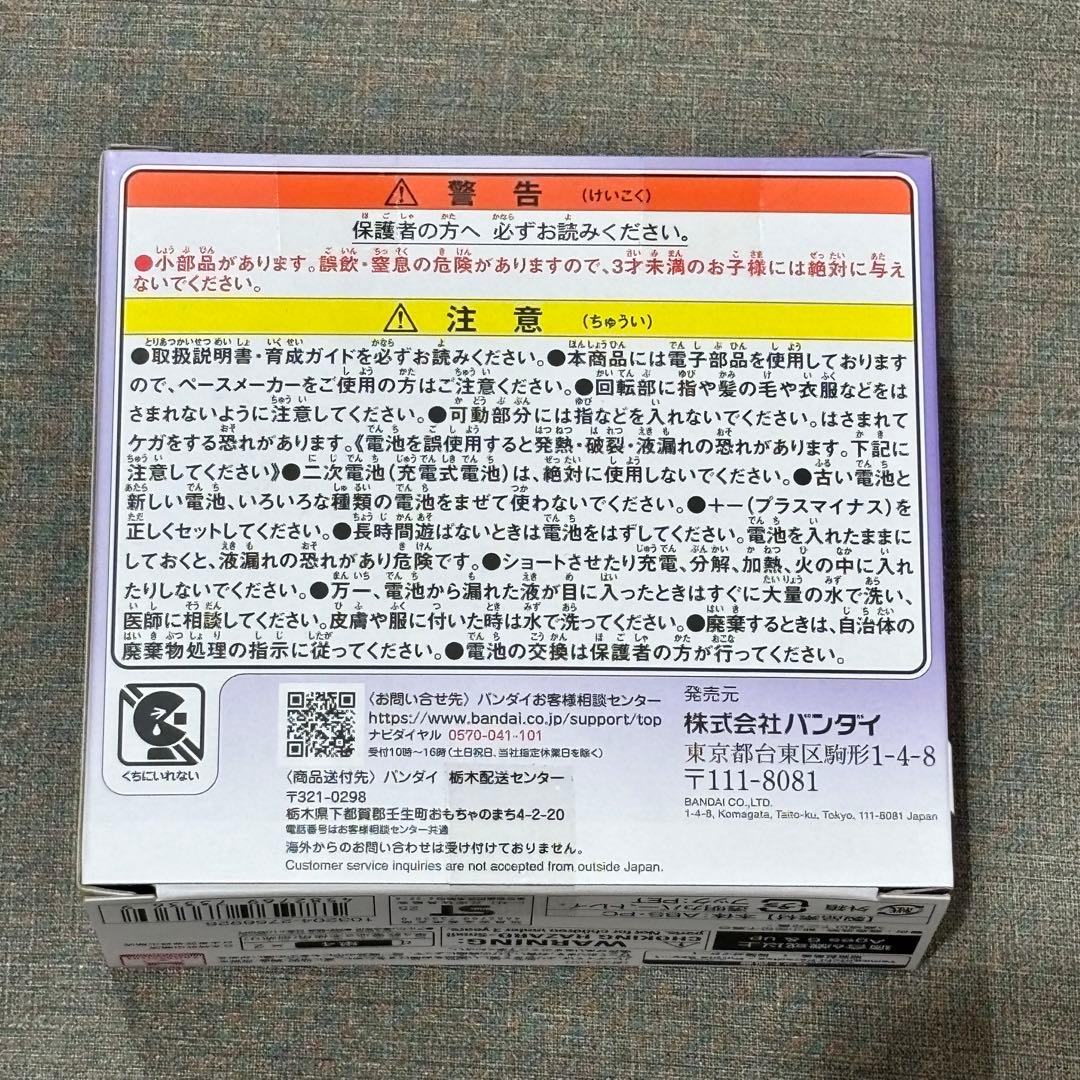 警告 (けいこく)
保護者の方へ 必ずお読みください。
●小部品があります。誤飲・窒息の危険がありますので、3才未満のお子様には絶対に与え
ないでください。
注意 (ちゅうい)
●取扱説明書・育成ガイドを必ずお読みください。●本商品には電子部品を使用しております
ので、ペースメーカーをご使用の方はご注意ください。●回転部に指や髪の毛や衣服などをは
さまれないように注意してください。●可動部分には指などを入れないでください。はさまれて
ケガをする恐れがあります。《電池を誤使用すると発熱・破裂・液漏れの恐れがあります。下記に
注意してください》●二次電池(充電式電池)は、絶対に使用しないでください。●古い電池と
新しい電池、いろいろな種類の電池をまぜて使わないでください。●+−(プラスマイナス)を
正しくセットしてください。●長時間遊ばないときは電池をはずしてください。電池を入れたままに
しておくと、液漏れの恐れがあり危険です。●ショートさせたり充電、分解、加熱、火の中に入れ
たりしないでください。●万一、電池から漏れた液が目に入ったときはすぐに大量の水で洗い、
医師に相談してください。皮膚や服に付いた時は水で洗ってください。●廃棄するときは、自治体の
廃棄物処理の指示に従ってください。●電池の交換は保護者の方が行ってください。
くちにいれない
〈お問い合せ先〉バンダイお客様相談センター
https://www.bandai.co.jp/support/top
ナビダイヤル 0570-041-101
受付10時〜16時(土日祝日、当社指定休業日を除く)
〈商品送付先〉バンダイ 栃木配送センター
〒321-0298
栃木県下都賀郡壬生町おもちゃのまち4-2-20
電話番号はお客様相談センター共通
海外からのお問い合わせは受け付けておりません。
Customer service inquiries are not accepted from outside Japan.
発売元
株式会社バンダイ
東京都台東区駒形1-4-8
〒111-8081
BANDAI CO.,LTD.
1-4-8, Komagata, Taito-ku, Tokyo, 111-8081 Japan
WARNING:
CHOKING HAZARD
Ages 6 & up